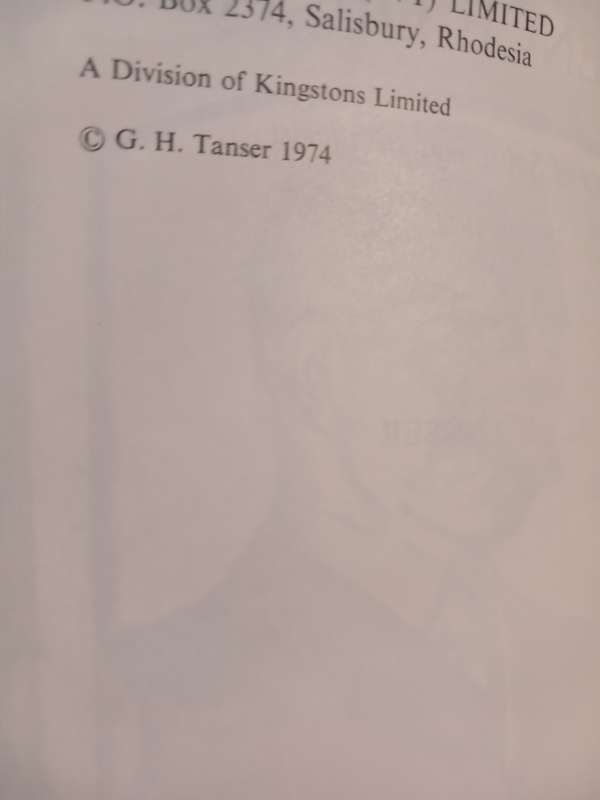 LIMITED
Box 2374, Salisbury, Rhodesia
A Division of Kingstons Limited
© G. H. Tanser 1974